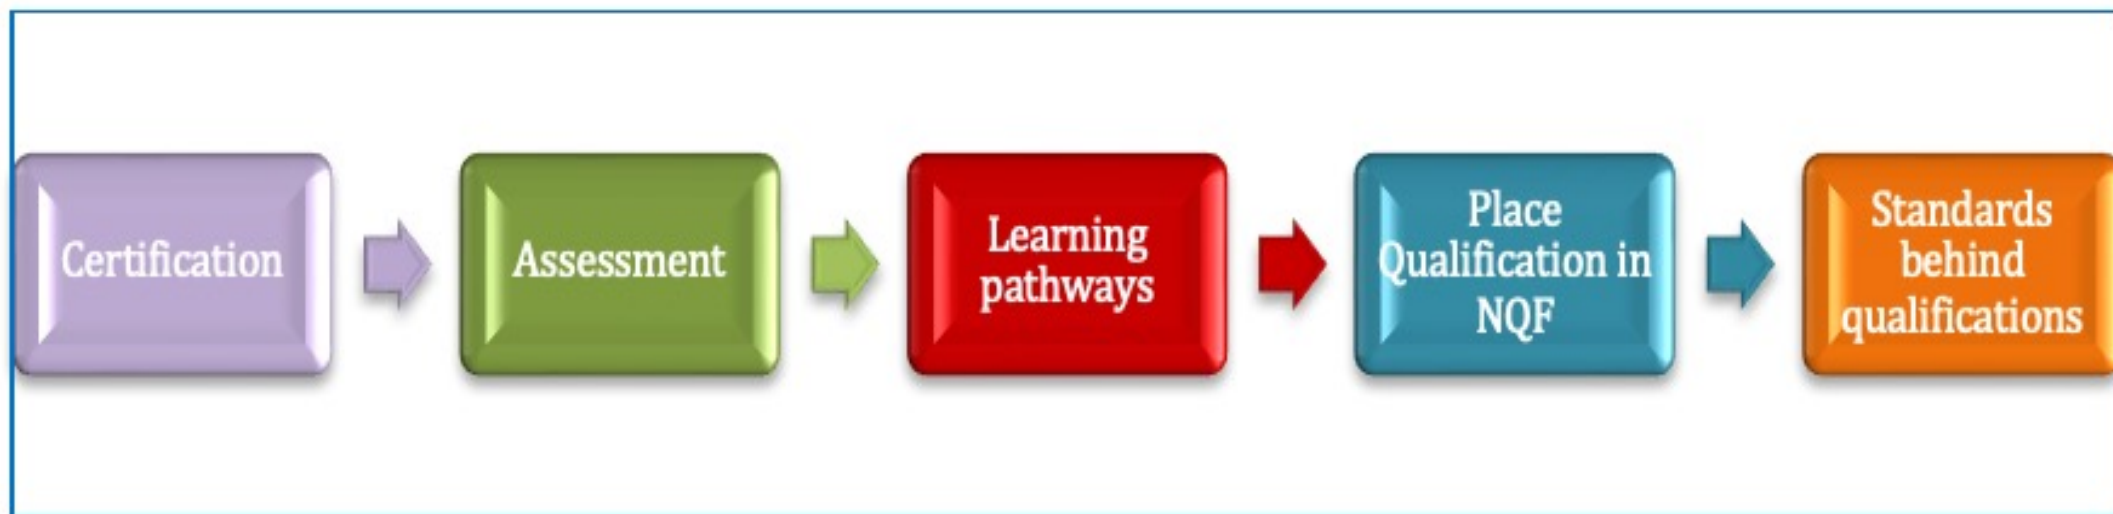 Certification
Assessment
Learning
pathways
Place
Qualification in
NQF
Standards
behind
qualifications